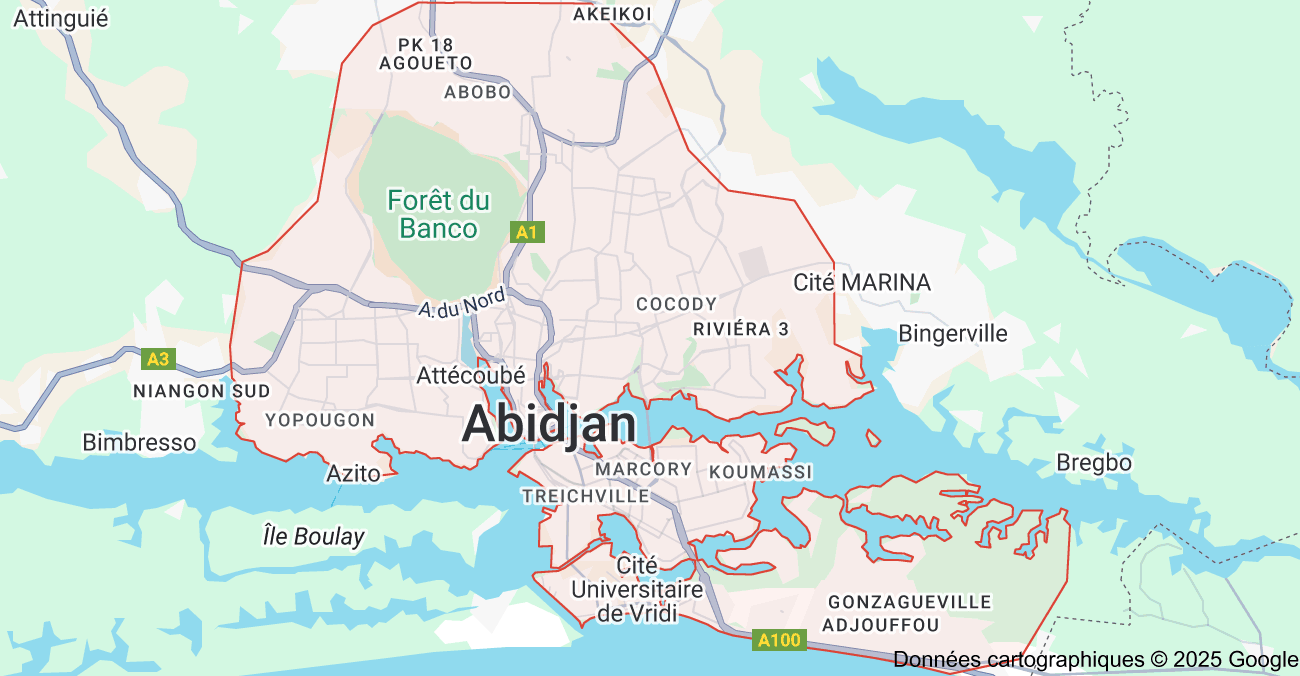 Attinguié
AKEIKOI
PK 18
AGOUETO
ABOBO
Forêt du
Banco
A1
Cité MARINA
A. du Nord
COCODY
RIVIÉRA 3
Bingerville
A3
NIANGON SUD
Attécoubé
YOPOUGON
Abidjan
Bimbresso
Azito
MARCORY
KOUMASSI
Bregbo
TREICHVILLE
Île Boulay
Cité
Universitaire
de Vridi
GONZAGUEVILLE
ADJOUFFOU
A100
Données cartographiques © 2025 Google